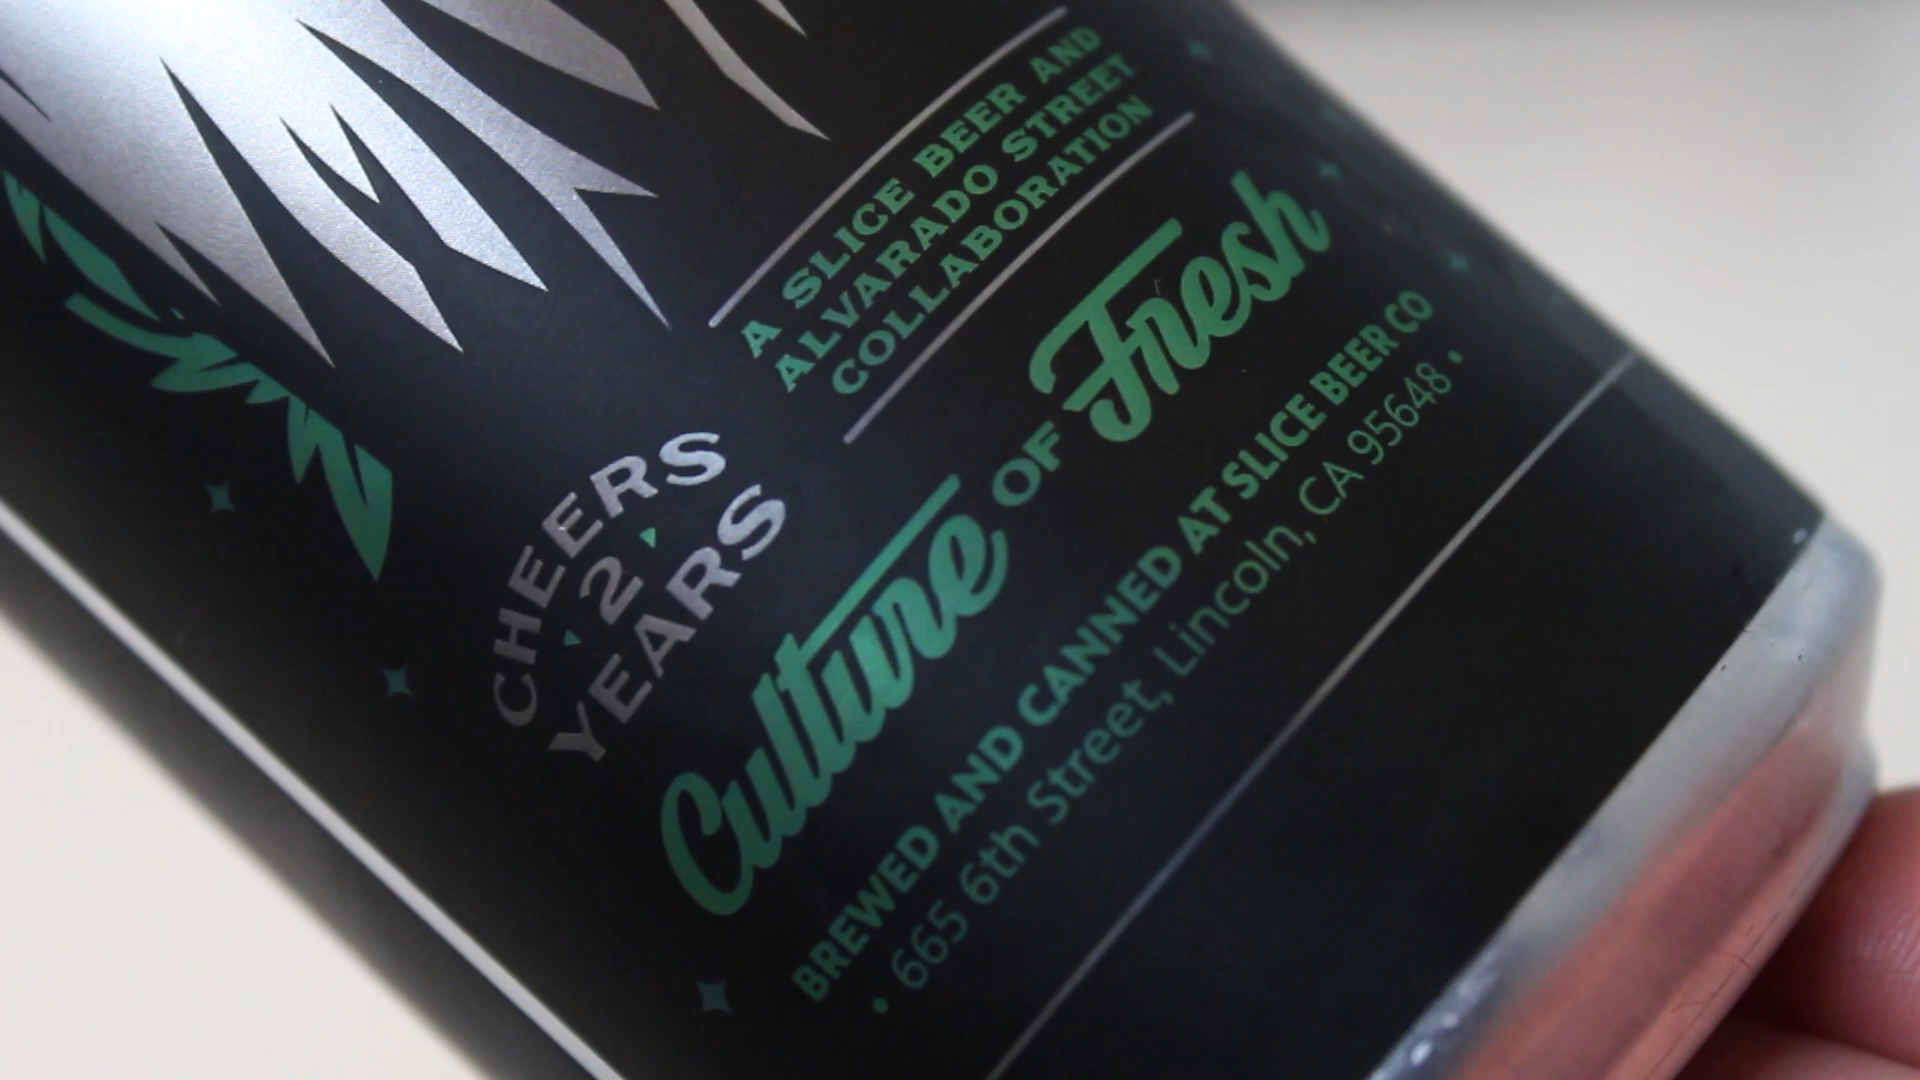 A SLICE BEER AND
ALVARADO STREET
COLLABORATION
CHEERS
2
YEARS
Culture OF Fresh
BREWED AND CANNED AT SLICE BEER CO
• 665 6th Street, Lincoln, CA 95648 •